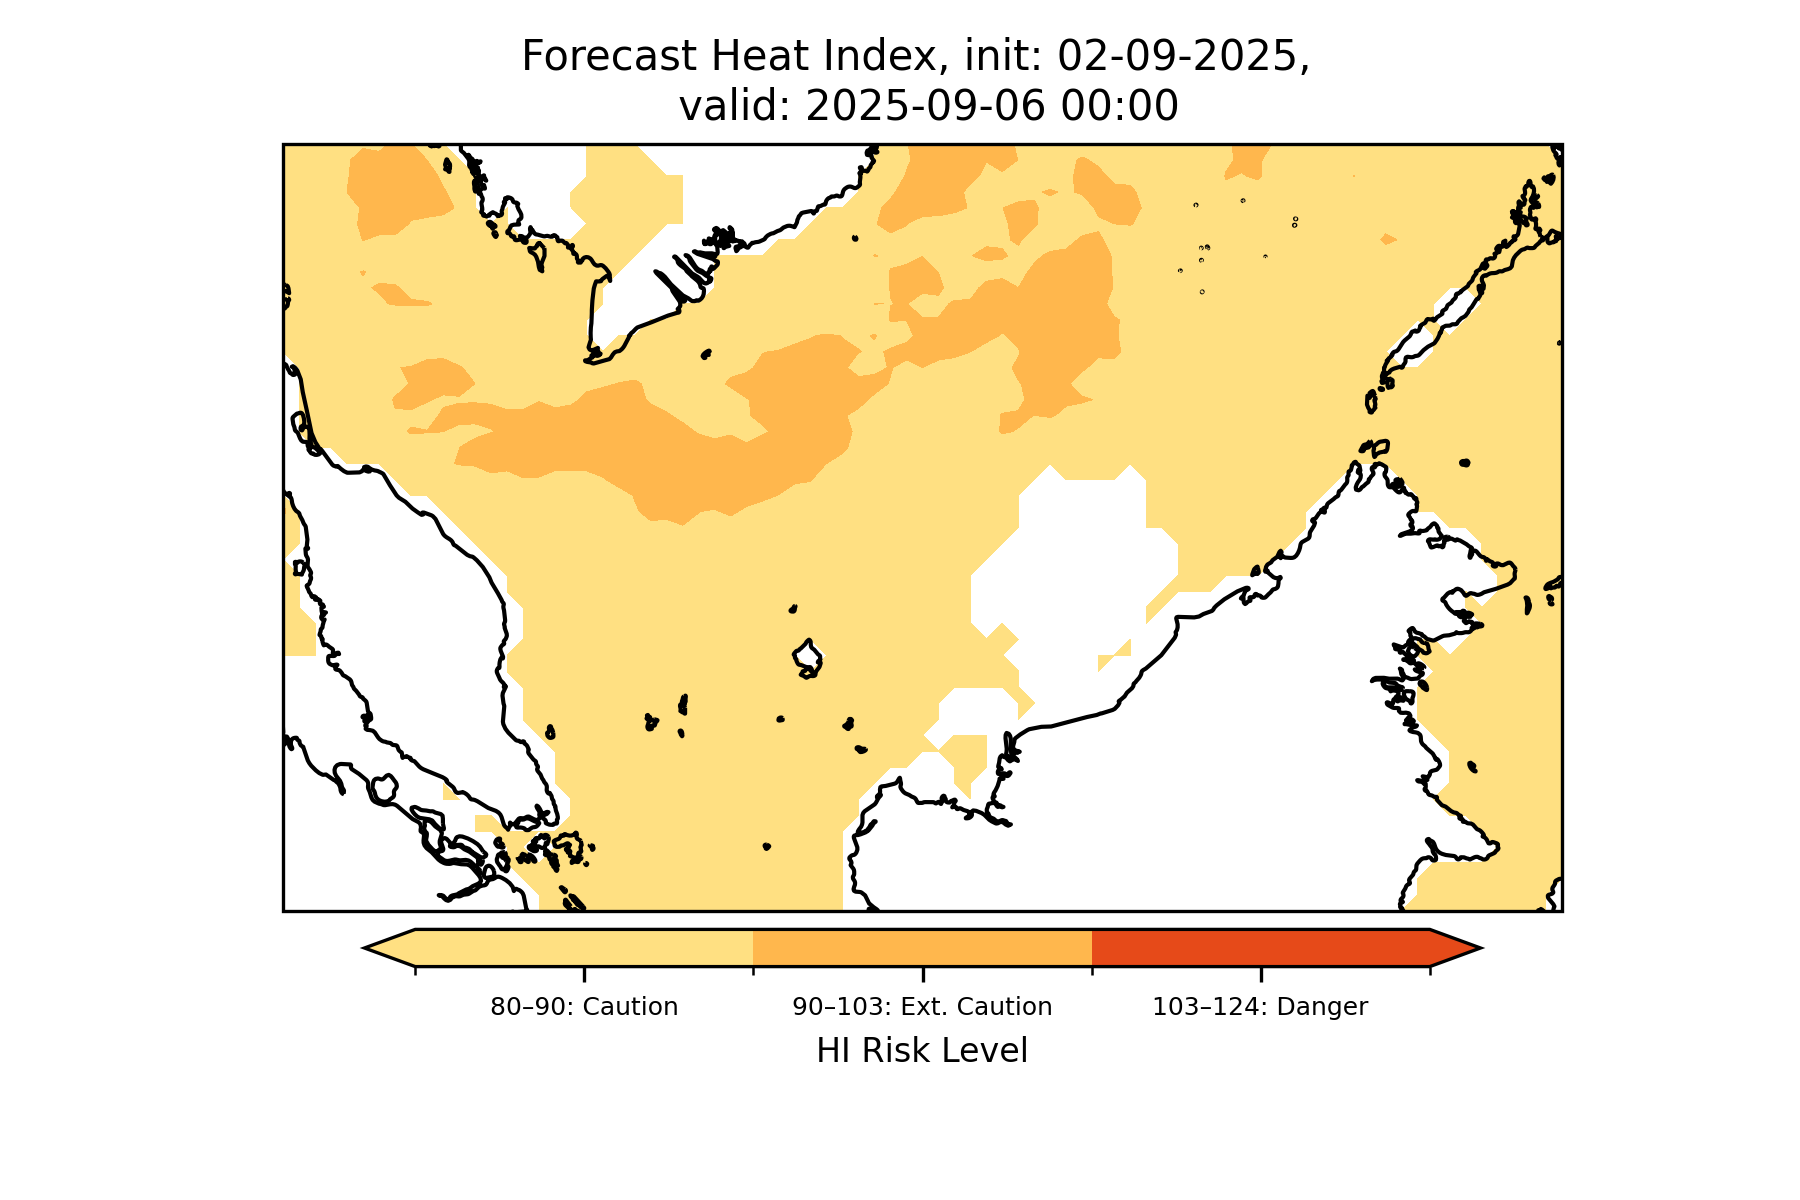 Forecast Heat Index, init: 02-09-2025,
valid: 2025-09-06 00:00
80–90: Caution
90–103: Ext. Caution
103–124: Danger
HI Risk Level